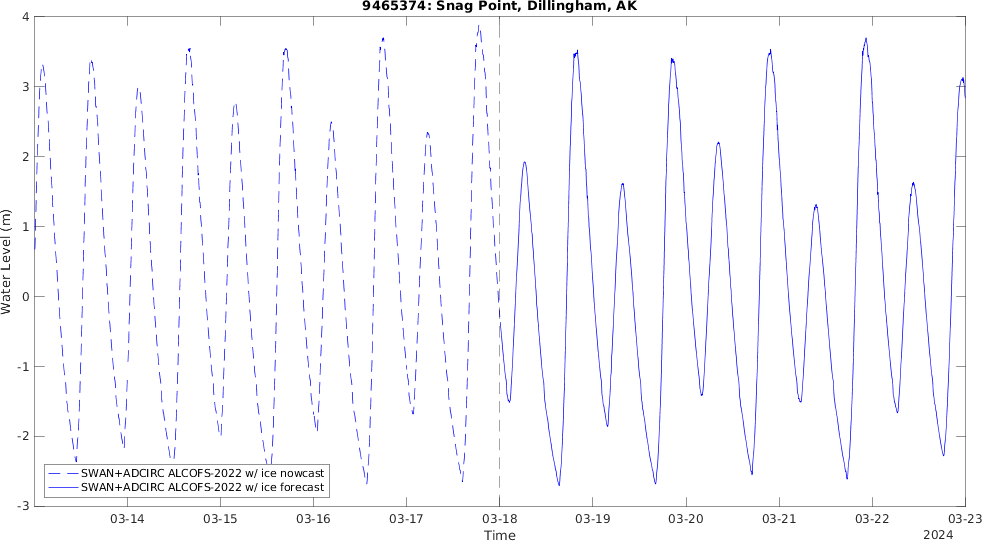 9465374: Snag Point, Dillingham, AK
4
3
2
1
0
-1
-2
-3
Water Level (m)
SWAN+ADCIRC ALCOFS-2022 w/ ice nowcast
SWAN+ADCIRC ALCOFS-2022 w/ ice forecast
03-14 03-15 03-16 03-17 03-18 03-19 03-20 03-21 03-22 03-23
Time
2024